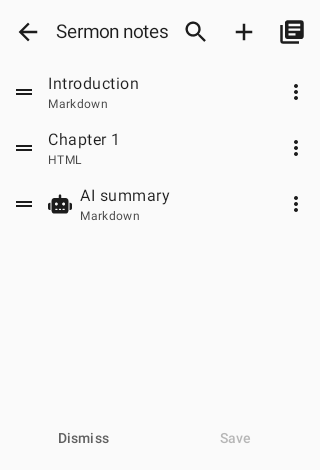 Sermon notes
Introduction
Markdown
Chapter 1
HTML
AI summary
Markdown
Dismiss
Save